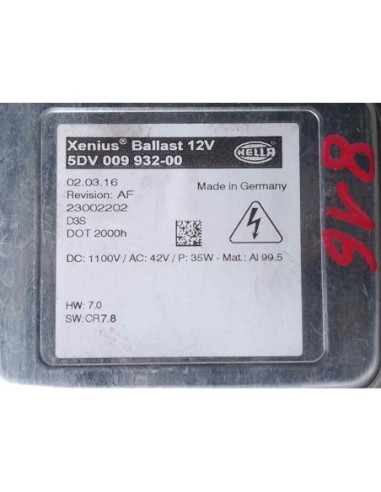 Xenius® Ballast 12V
5DV 009 932-00
HELLA
02.03.16
Made in Germany
Revision: AF
23002202
D3S
DOT 2000h
DC: 1100V / AC: 42V / P: 35W - Mat.: Al 99.5
HW: 7.0
SW: CR7.8
816